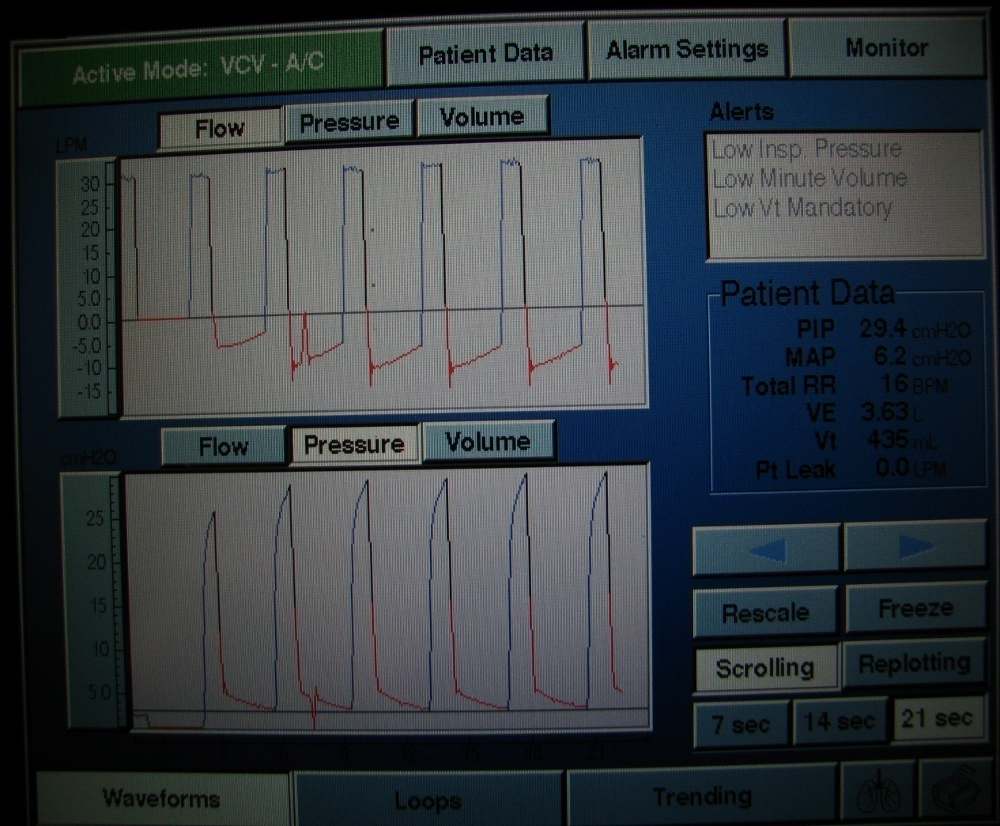 Active Mode: VCV - A/C
Patient Data
Alarm Settings
Monitor
Flow
Pressure
Volume
LPM
30
25
20
15
10
5.0
0.0
-5.0
-10
-15
Alerts
Low Insp. Pressure
Low Minute Volume
Low Vt Mandatory
Patient Data
PIP 29.4 cmH2O
MAP 6.2 cmH2O
Total RR 16 BPM
VE 3.63 L
Vt 435 mL
Pt Leak 0.0 LPM
Flow
Pressure
Volume
cmH2O
25
20
15
10
5.0
0 3 6 9 12 15 18 21
Rescale
Freeze
Scrolling
Replotting
7 sec
14 sec
21 sec
Waveforms
Loops
Trending